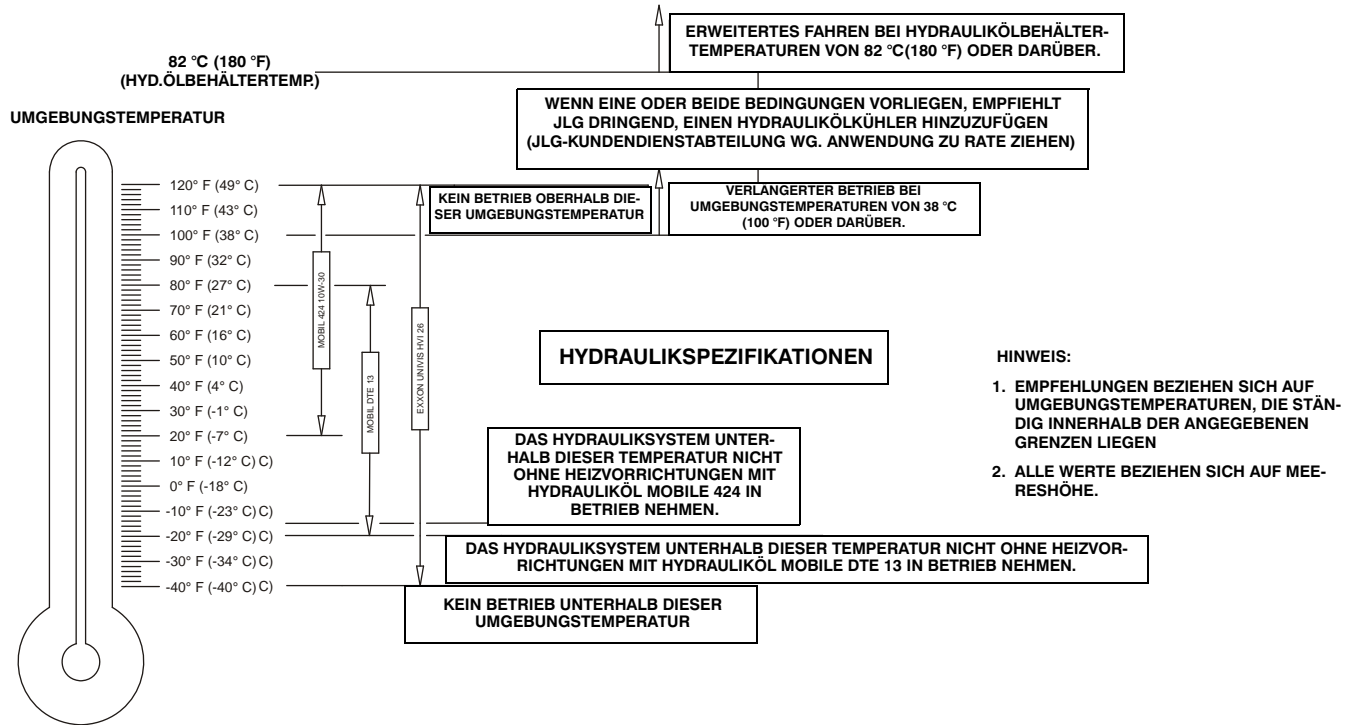 ERWEITERTES FAHREN BEI HYDRAULIKÖLBEHÄLTER-
TEMPERATUREN VON 82 °C(180 °F) ODER DARÜBER.
82 °C (180 °F)
(HYD.ÖLBEHÄLTERTEMP.)
UMGEBUNGSTEMPERATUR
WENN EINE ODER BEIDE BEDINGUNGEN VORLIEGEN, EMPFIEHLT
JLG DRINGEND, EINEN HYDRAULIKÖLKÜHLER HINZUZUFÜGEN
(JLG-KUNDENDIENSTABTEILUNG WG. ANWENDUNG ZU RATE ZIEHEN)
120° F (49° C)
110° F (43° C)
100° F (38° C)
90° F (32° C)
80° F (27° C)
70° F (21° C)
60° F (16° C)
50° F (10° C)
40° F (4° C)
30° F (-1° C)
20° F (-7° C)
10° F (-12° C) C)
0° F (-18° C)
-10° F (-23° C) C)
-20° F (-29° C) C)
-30° F (-34° C) C)
-40° F (-40° C) C)
MOBIL 424 10W-30
MOBIL DTE 13
EXXON UNIVIS HVI 26
KEIN BETRIEB OBERHALB DIE-
SER UMGEBUNGSTEMPERATUR
VERLÄNGERTER BETRIEB BEI
UMGEBUNGSTEMPERATUREN VON 38 °C
(100 °F) ODER DARÜBER.
HYDRAULIKSPEZIFIKATIONEN
HINWEIS:
1. EMPFEHLUNGEN BEZIEHEN SICH AUF
UMGEBUNGSTEMPERATUREN, DIE STÄN-
DIG INNERHALB DER ANGEGEBENEN
GRENZEN LIEGEN
2. ALLE WERTE BEZIEHEN SICH AUF MEE-
RESHÖHE.
DAS HYDRAULIKSYSTEM UNTER-
HALB DIESER TEMPERATUR NICHT
OHNE HEIZVORRICHTUNGEN MIT
HYDRAULIKÖL MOBILE 424 IN
BETRIEB NEHMEN.
DAS HYDRAULIKSYSTEM UNTERHALB DIESER TEMPERATUR NICHT OHNE HEIZVOR-
RICHTUNGEN MIT HYDRAULIKÖL MOBILE DTE 13 IN BETRIEB NEHMEN.
KEIN BETRIEB UNTERHALB DIESER
UMGEBUNGSTEMPERATUR